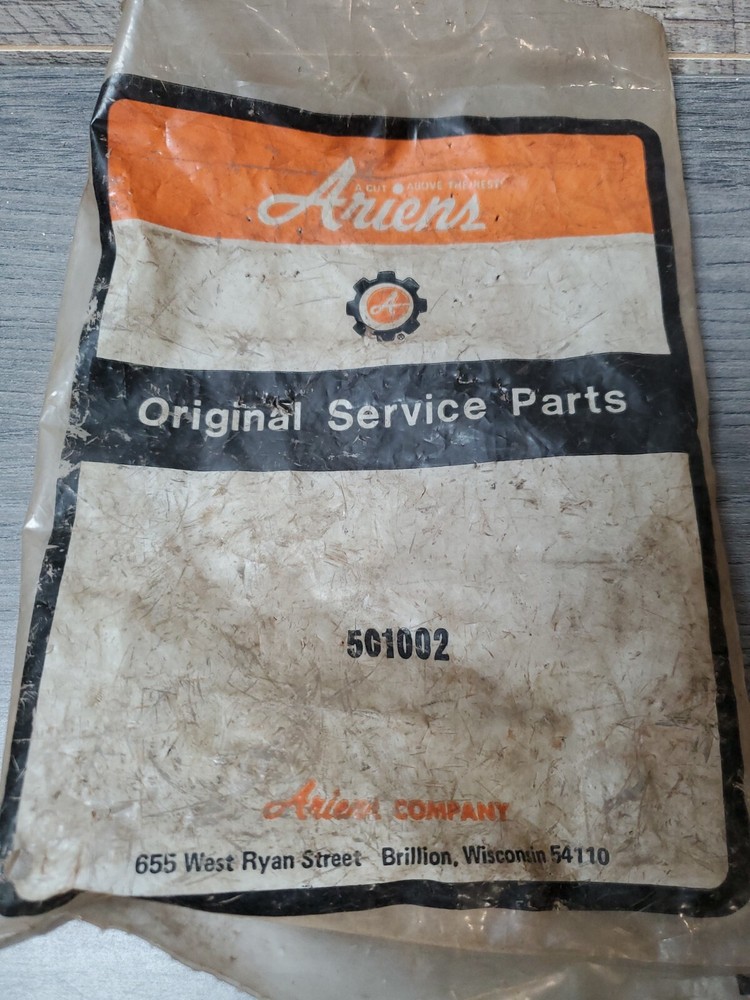 A CUT ABOVE THE REST
Ariens
A
®
Original Service Parts
501002
Ariens COMPANY
655 West Ryan Street Brillion, Wisconsin 54110